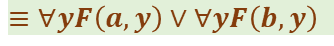 ≡ ∀yF(a, y) ∨ ∀yF(b, y)